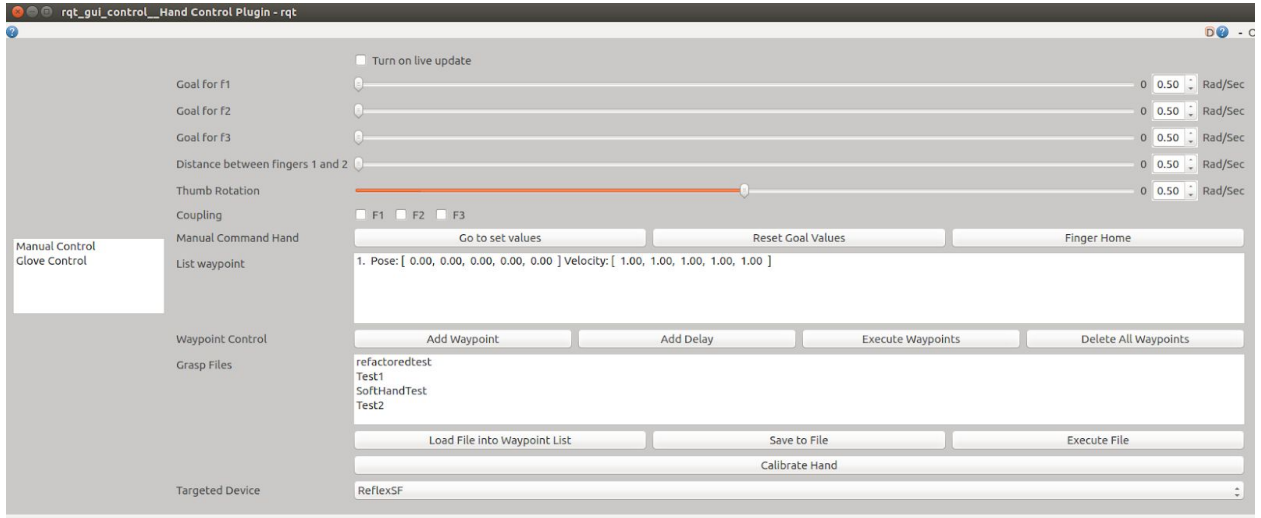 rqt_gui_control__Hand Control Plugin - rqt
D - C
Turn on live update
Goal for f1 0 0.50 Rad/Sec
Goal for f2 0 0.50 Rad/Sec
Goal for f3 0 0.50 Rad/Sec
Distance between fingers 1 and 2 0 0.50 Rad/Sec
Thumb Rotation 0 0.50 Rad/Sec
Coupling F1 F2 F3
Manual Control
Glove Control
Manual Command Hand Go to set values Reset Goal Values Finger Home
List waypoint 1. Pose: [ 0.00, 0.00, 0.00, 0.00, 0.00 ] Velocity: [ 1.00, 1.00, 1.00, 1.00, 1.00 ]
Waypoint Control Add Waypoint Add Delay Execute Waypoints Delete All Waypoints
Grasp Files refactoredtest
Test1
SoftHandTest
Test2
Load File into Waypoint List Save to File Execute File
Calibrate Hand
Targeted Device ReflexSF